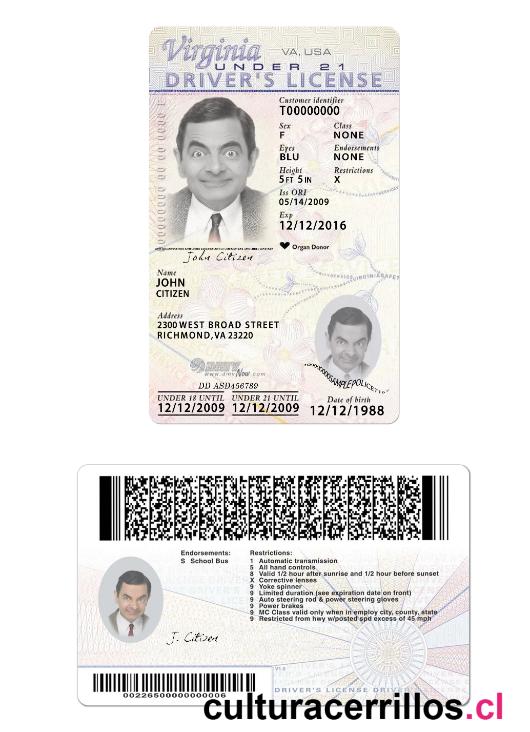 Virginia VA, USA
UNDER 21
DRIVER'S LICENSE
Customer identifier
T00000000
Sex Class
F NONE
Eyes Endorsements
BLU NONE
Height Restrictions
5FT 5IN X
Iss ORI
05/14/2009
Exp
12/12/2016
Organ Donor
John Citizen
Name
JOHN
CITIZEN
Address
2300 WEST BROAD STREET
RICHMOND, VA 23220
www.dmvNow.com
DD ASD456789
UNDER 18 UNTIL UNDER 21 UNTIL Date of birth
12/12/2009 12/12/2009 12/12/1988
Endorsements: Restrictions:
S School Bus 1 Automatic transmission
5 All hand controls
8 Valid 1/2 hour after sunrise and 1/2 hour before sunset
X Corrective lenses
9 Yoke spinner
9 Limited duration (see expiration date on front)
9 Auto steering rod & power steering gloves
9 Power brakes
9 MC Class valid only when in employ city, county, state
9 Restricted from hwy w/posted spd excess of 45 mph
J. Citizen
V1.0
DRIVER'S LICENSE DRIVER
00226500000000006
culturacerrillos.cl